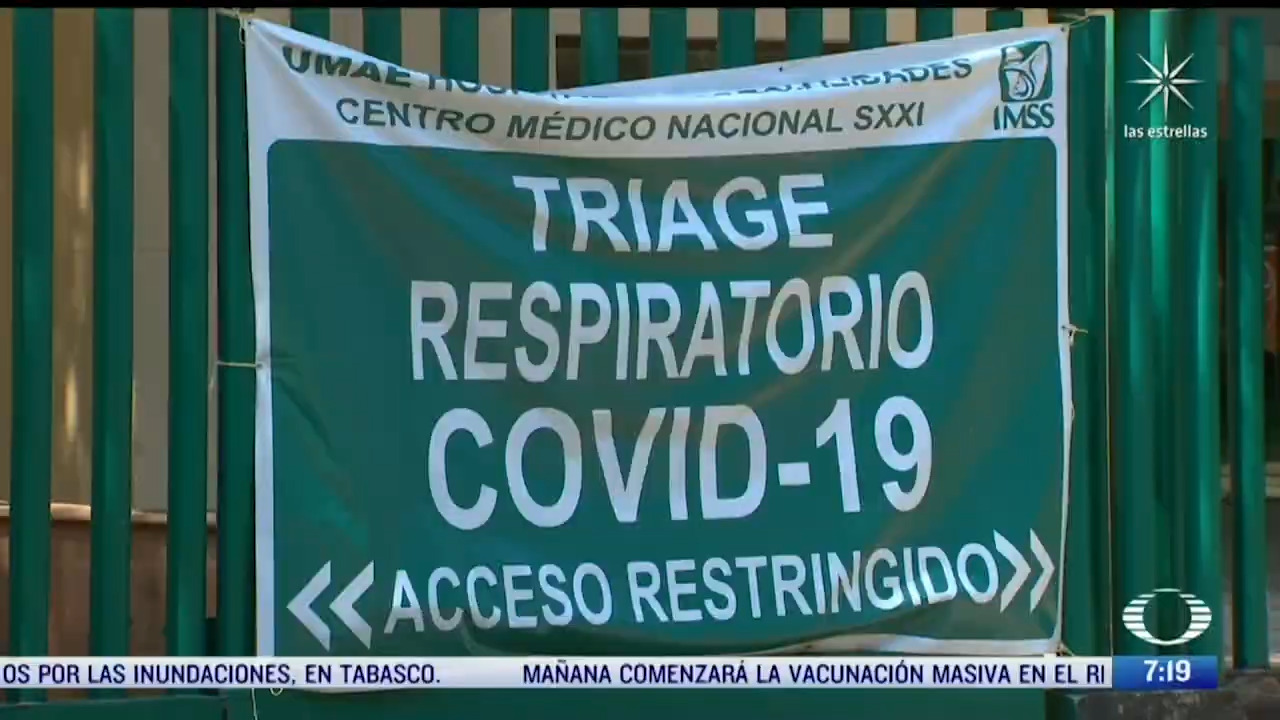 UMAE
CENTRO MÉDICO NACIONAL SXXI
IMSS
las estrellas
TRIAGE
RESPIRATORIO
COVID-19
<< ACCESO RESTRINGIDO >>
OS POR LAS INUNDACIONES, EN TABASCO. MAÑANA COMENZARÁ LA VACUNACIÓN MASIVA EN EL RI
7:19